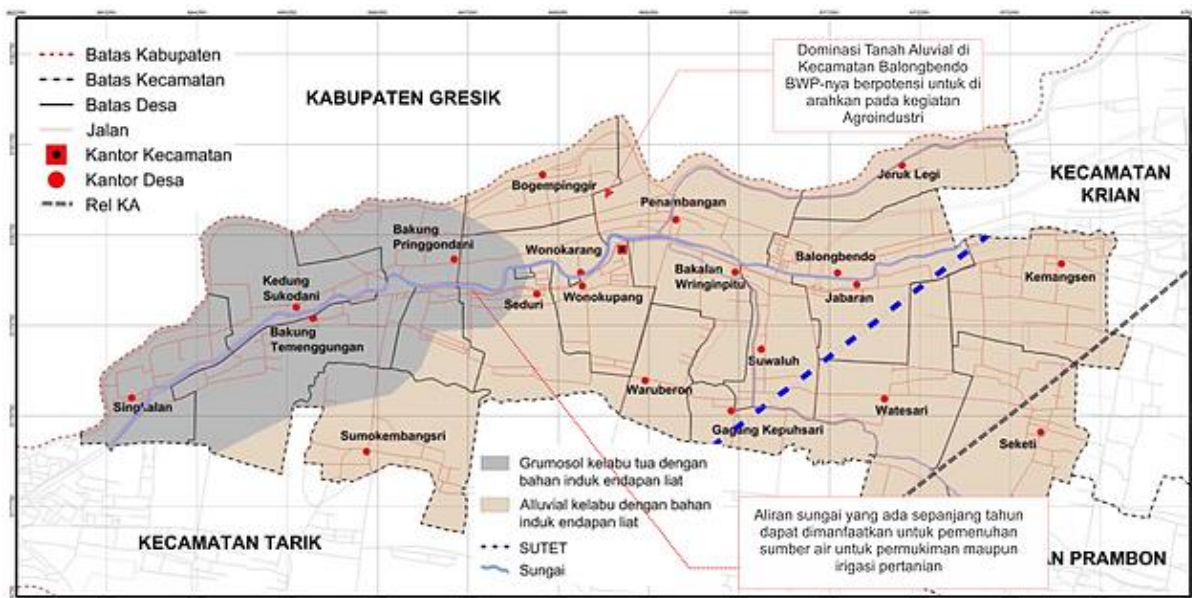 Batas Kabupaten
Batas Kecamatan
Batas Desa
Jalan
Kantor Kecamatan
Kantor Desa
Rel KA
KABUPATEN GRESIK
Dominasi Tanah Aluvial di
Kecamatan Balongbendo
BWP-nya berpotensi untuk di
arahkan pada kegiatan
Agroindustri
KECAMATAN
KRIAN
Jeruk Legi
Bogempinggir
Penambangan
Bakung
Pringgondani
Wonokarang
Balongbendo
Kemangsen
Kedung
Sukodani
Bakalan
Wringinpitu
Seduri
Wonokupang
Jabaran
Bakung
Temenggungan
Suwaluh
Waruberon
Singkalan
Watesari
Gagang Kepuhsari
Sumokembangsri
Seketi
Grumosol kelabu tua dengan
bahan induk endapan liat
Alluvial kelabu dengan bahan
induk endapan liat
SUTET
Sungai
Aliran sungai yang ada sepanjang tahun
dapat dimanfaatkan untuk pemenuhan
sumber air untuk permukiman maupun
irigasi pertanian
KECAMATAN TARIK
AN PRAMBON